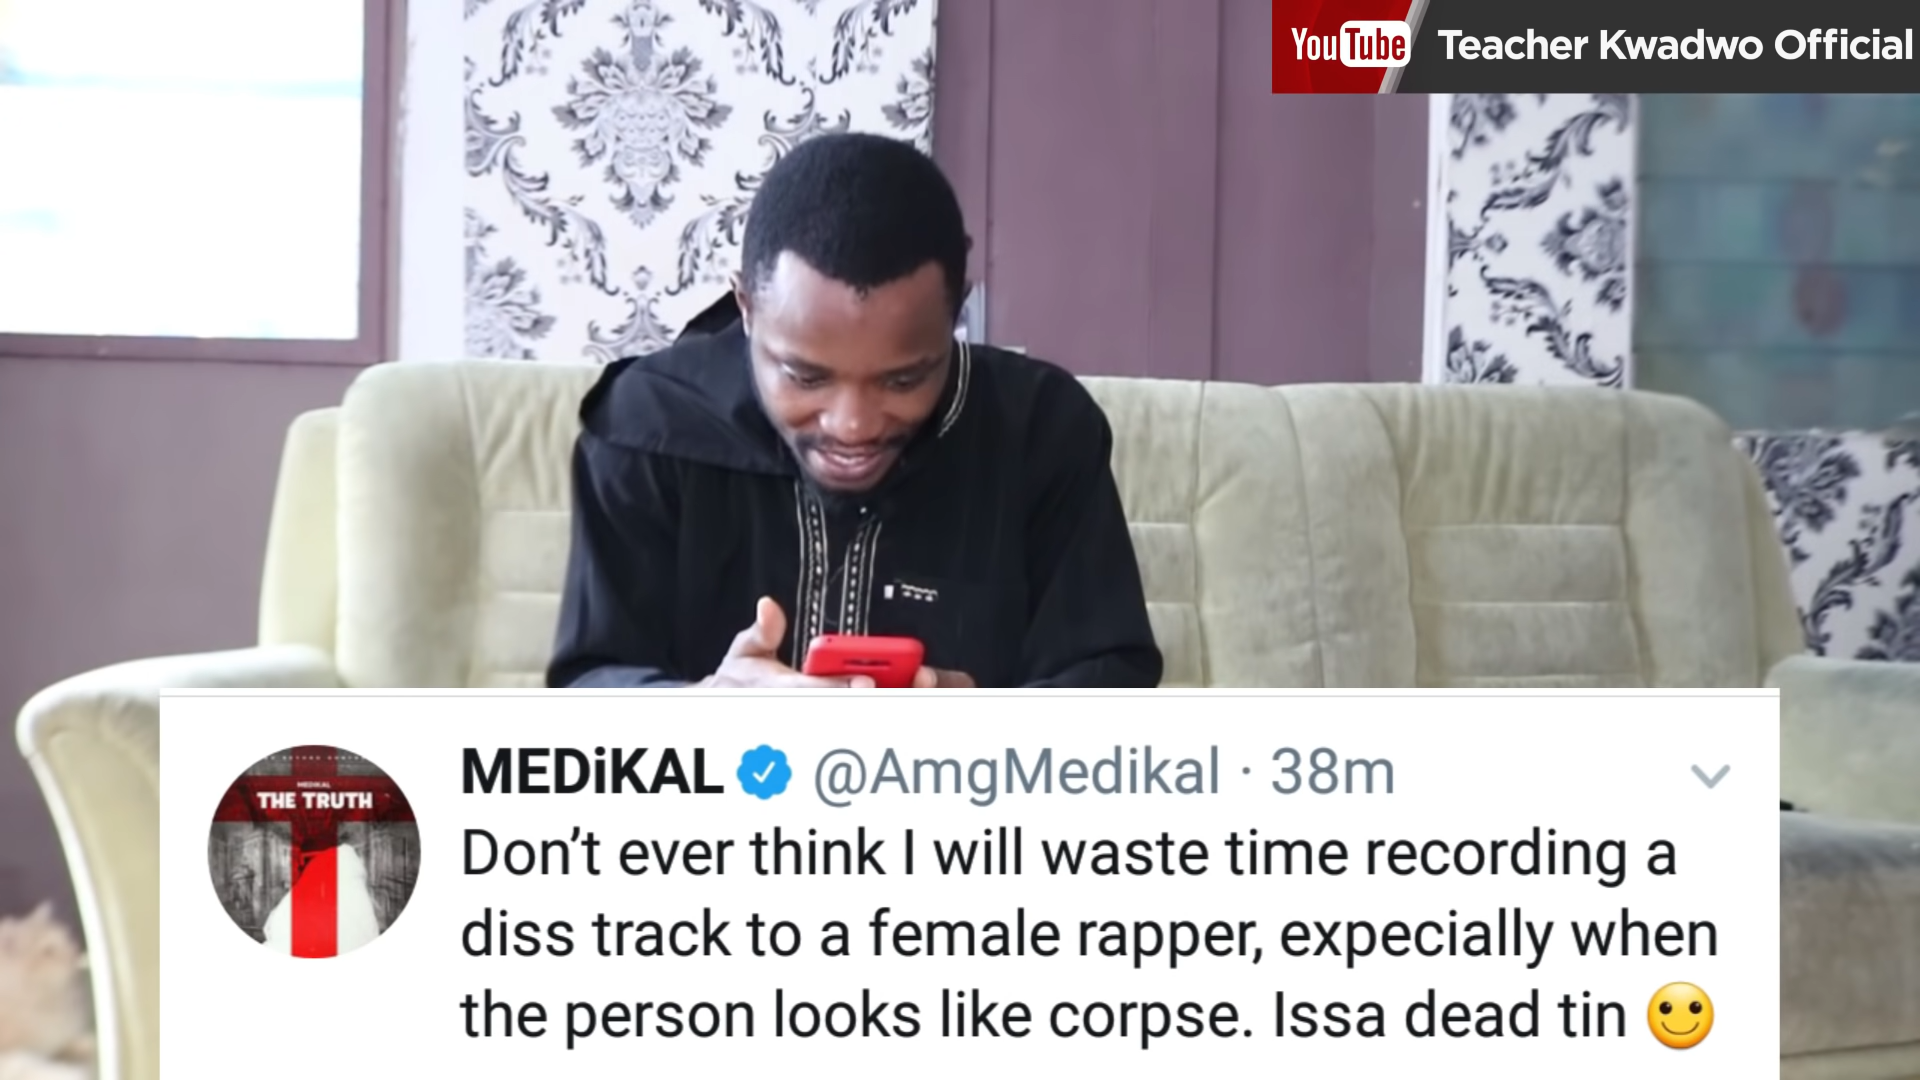 YouTube Teacher Kwadwo Official
MEDiKAL @AmgMedikal · 38m
MEDIKAL
THE TRUTH
Don’t ever think I will waste time recording a
diss track to a female rapper, expecially when
the person looks like corpse. Issa dead tin 🙂